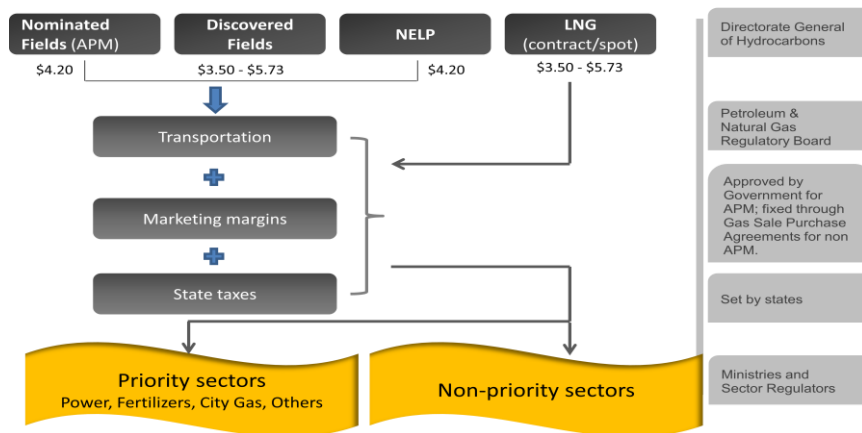 Nominated
Fields (APM)
Discovered
Fields
NELP
LNG
(contract/spot)
$4.20
$3.50 - $5.73
$4.20
$3.50 - $5.73
Transportation
Marketing margins
State taxes
Priority sectors
Power, Fertilizers, City Gas, Others
Non-priority sectors
Directorate General
of Hydrocarbons
Petroleum &
Natural Gas
Regulatory Board
Approved by
Government for
APM; fixed through
Gas Sale Purchase
Agreements for non
APM.
Set by states
Ministries and
Sector Regulators